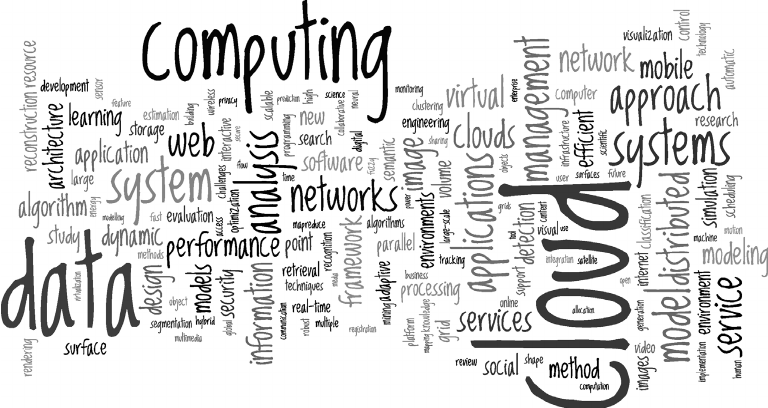 computing
cloud
data
system
systems
approach
networks
analysis
management
applications
performance
service
services
web
virtual
clouds
mobile
network
computer
visualization
control
technology
automatic
research
efficient
infrastructure
scientific
enterprise
monitoring
clustering
engineering
sharing
image
volume
semantic
fuzzy
objects
user
surfaces
future
development
sensor
reconstruction
resource
feature
architecture
learning
storage
estimation
building
wireless
privacy
scalable
prediction
high
science
collaborative
neural
new
programming
search
digital
software
time
interactive
secure
challenges
flow
access
optimization
application
large
algorithm
energy
modelling
fast
evaluation
study
dynamic
methods
mapreduce
algorithms
point
framework
parallel
recognition
retrieval
techniques
media
real-time
information
communication
robust
multiple
registration
design
object
models
security
global
segmentation
hybrid
multimedia
virtualization
rendering
surface
environments
power
large-scale
tracking
business
adaptive
mining
processing
platform
mapping
knowledge
grid
grids
online
support
detection
tool
content
visual
use
integration
satellite
allocation
open
review
social
shape
method
computation
internet
classification
generation
model
distributed
simulation
scheduling
motion
machine
modeling
environment
implementation
human
video
images